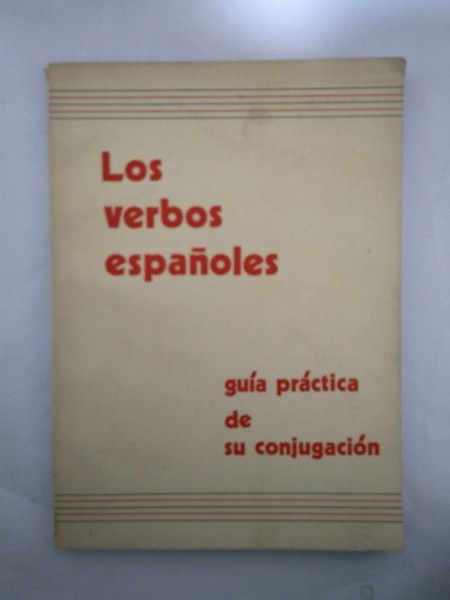 Los
verbos
españoles
guía práctica
de
su conjugación